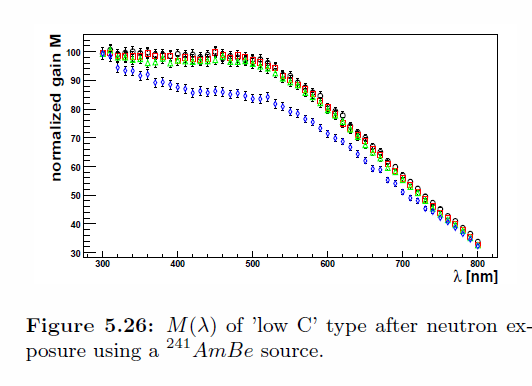 normalized gain M
100
90
80
70
60
50
40
30
300 400 500 600 700 800
λ [nm]
Figure 5.26: M(λ) of 'low C' type after neutron ex-
posure using a ²⁴¹AmBe source.